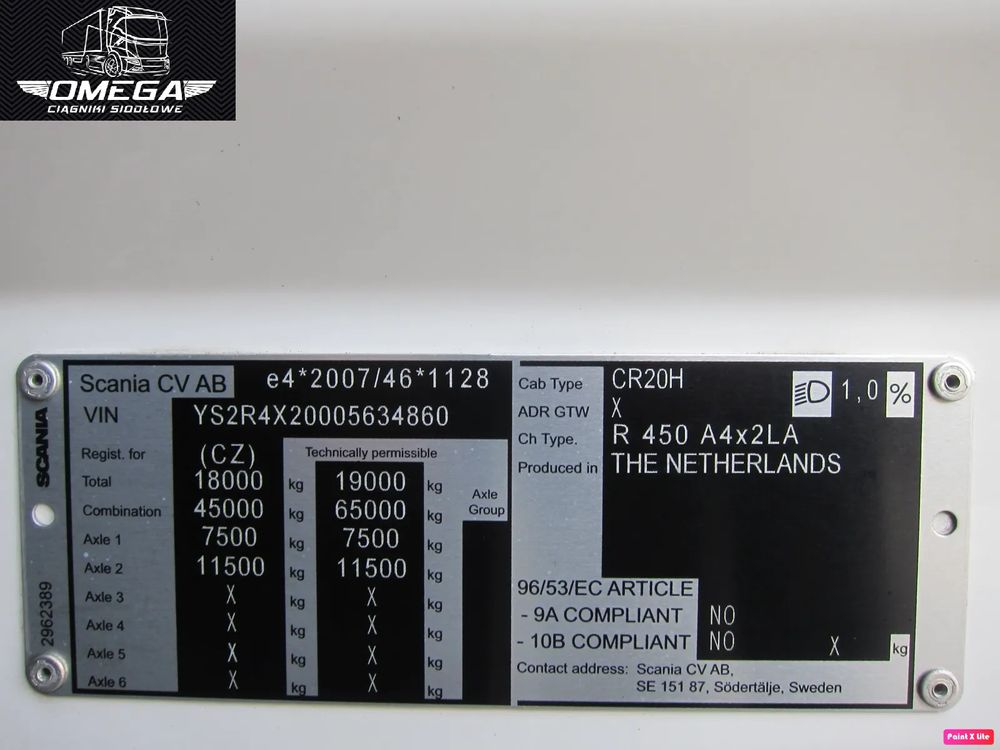 OMEGA
CIĄGNIKI SIODŁOWE
SCANIA
2962389
Scania CV AB e4*2007/46*1128
VIN YS2R4X20005634860
Regist. for (CZ) Technically permissible
Total 18000 kg 19000 kg Axle Group
Combination 45000 kg 65000 kg
Axle 1 7500 kg 7500 kg
Axle 2 11500 kg 11500 kg
Axle 3 X kg X kg
Axle 4 X kg X kg
Axle 5 X kg X kg
Axle 6 X kg X kg
Cab Type CR20H 1,0 %
ADR GTW X
Ch Type. R 450 A4x2LA
Produced in THE NETHERLANDS
96/53/EC ARTICLE
- 9A COMPLIANT NO
- 10B COMPLIANT NO X kg
Contact address: Scania CV AB,
SE 151 87, Södertälje, Sweden
Paint X Lite